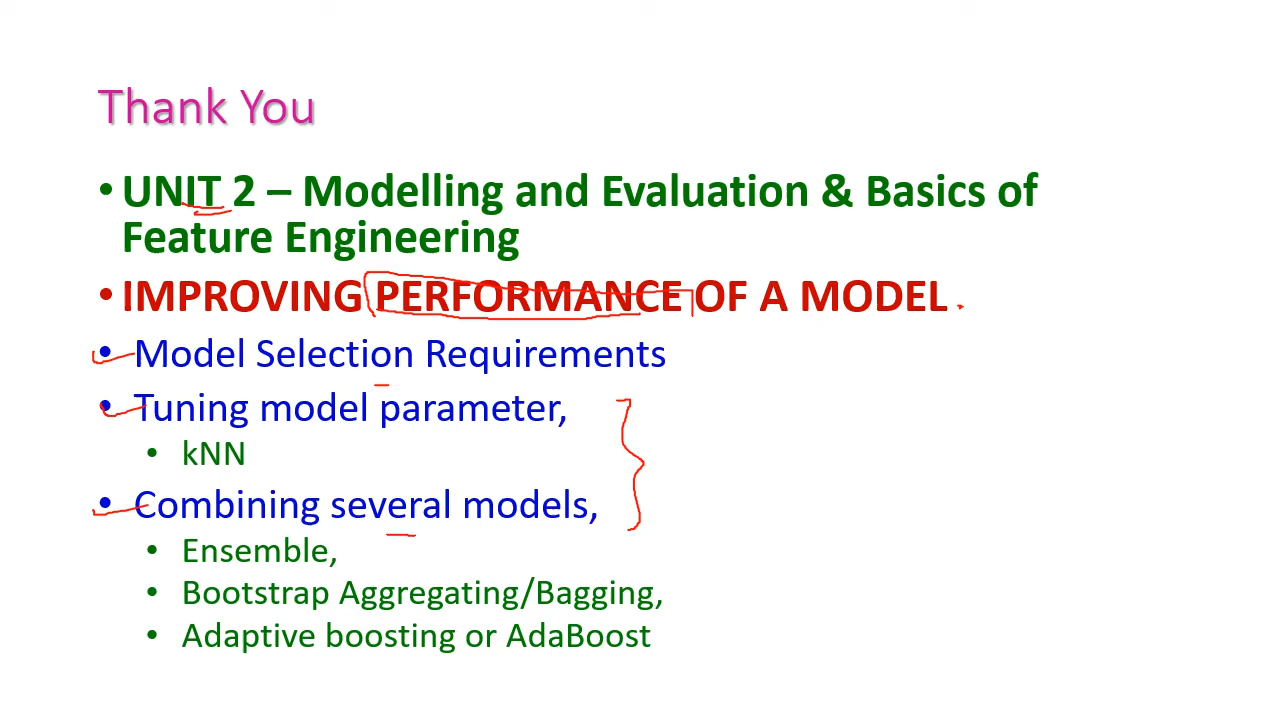 Thank You
• UNIT 2 – Modelling and Evaluation & Basics of
Feature Engineering
• IMPROVING PERFORMANCE OF A MODEL
• Model Selection Requirements
• Tuning model parameter,
• kNN
• Combining several models,
• Ensemble,
• Bootstrap Aggregating/Bagging,
• Adaptive boosting or AdaBoost